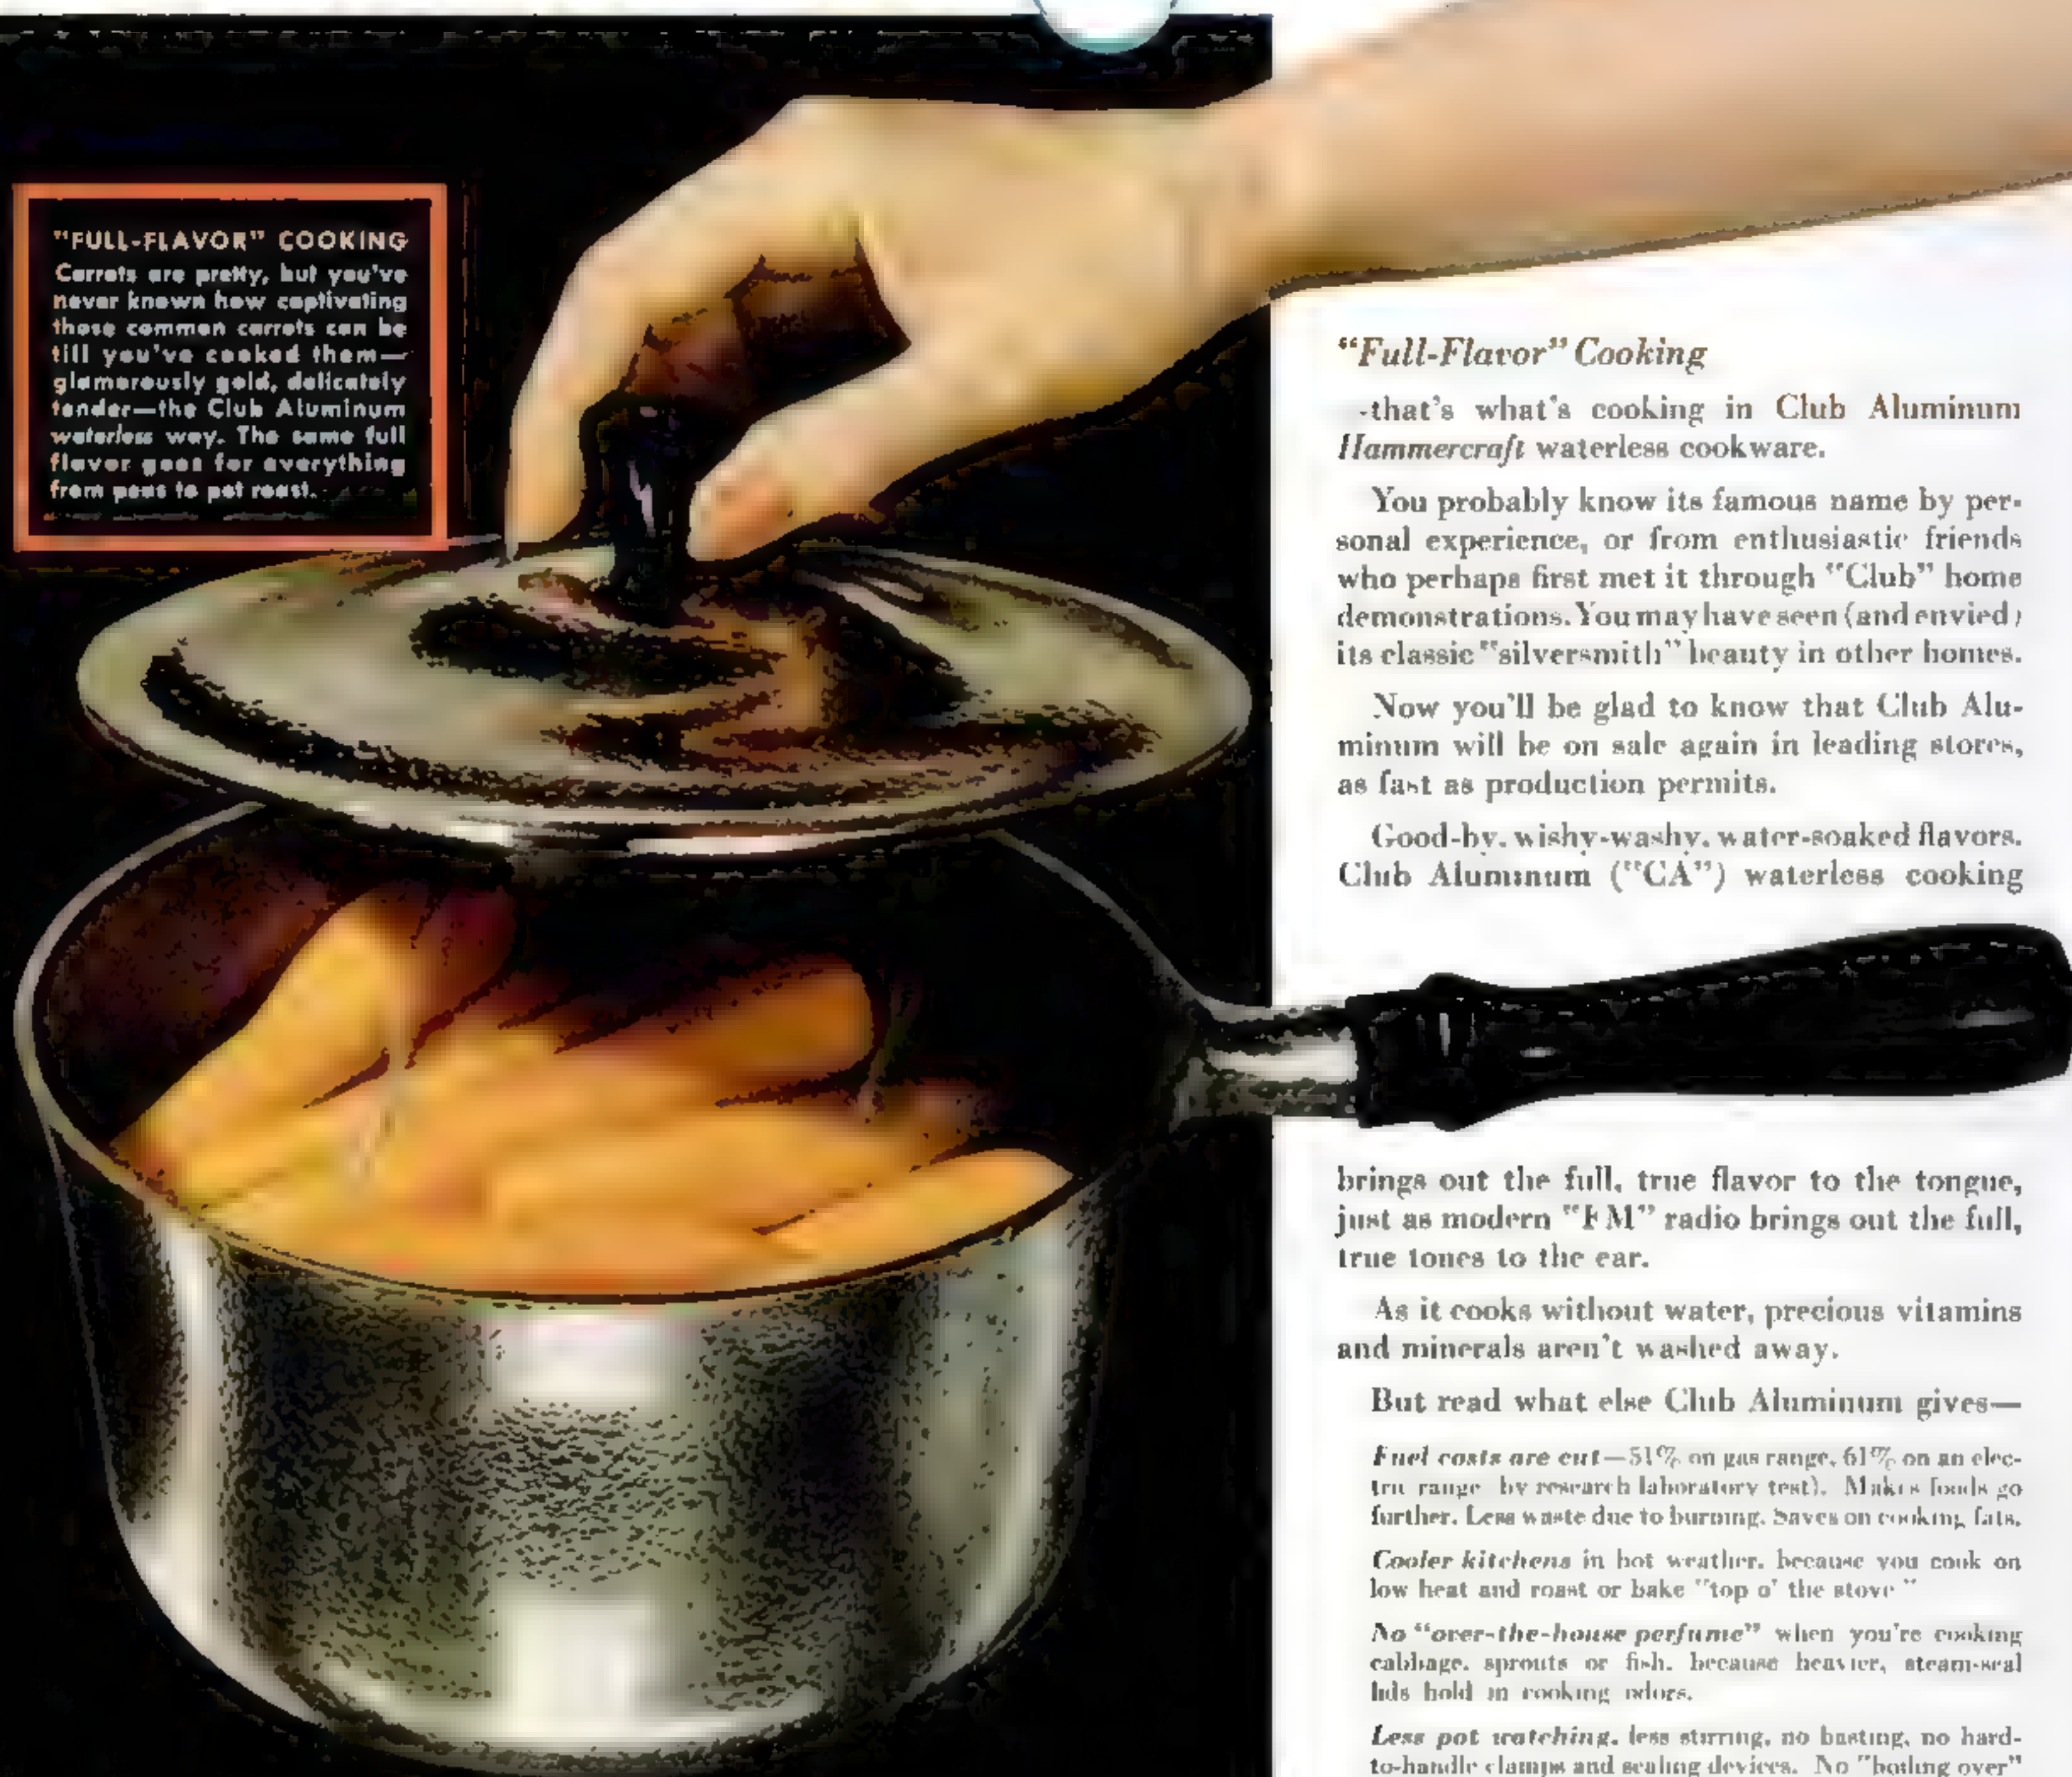 "FULL-FLAVOR" COOKING
Carrots are pretty, but you've
never known how captivating
those common carrots can be
till you've cooked them—
glamorously gold, delicately
tender—the Club Aluminum
waterless way. The same full
flavor goes for everything
from peas to pot roast.
"Full-Flavor" Cooking
-that's what's cooking in Club Aluminum
Hammercraft waterless cookware.
You probably know its famous name by per-
sonal experience, or from enthusiastic friends
who perhaps first met it through "Club" home
demonstrations. You may have seen (and envied)
its classic "silversmith" beauty in other homes.
Now you'll be glad to know that Club Alu-
minum will be on sale again in leading stores,
as fast as production permits.
Good-by, wishy-washy, water-soaked flavors.
Club Aluminum ("CA") waterless cooking
brings out the full, true flavor to the tongue,
just as modern "FM" radio brings out the full,
true tones to the ear.
As it cooks without water, precious vitamins
and minerals aren't washed away.
But read what else Club Aluminum gives—
Fuel costs are cut—51% on gas range, 61% on an elec-
tric range by research laboratory test). Makes foods go
further. Less waste due to burning. Saves on cooking fats.
Cooler kitchens in hot weather, because you cook on
low heat and roast or bake "top o' the stove"
No "over-the-house perfume" when you're cooking
cabbage, sprouts or fish, because heavier, steam-seal
lids hold in cooking odors.
Less pot watching, less stirring, no basting, no hard-
to-handle clamps and sealing devices. No "boiling over"